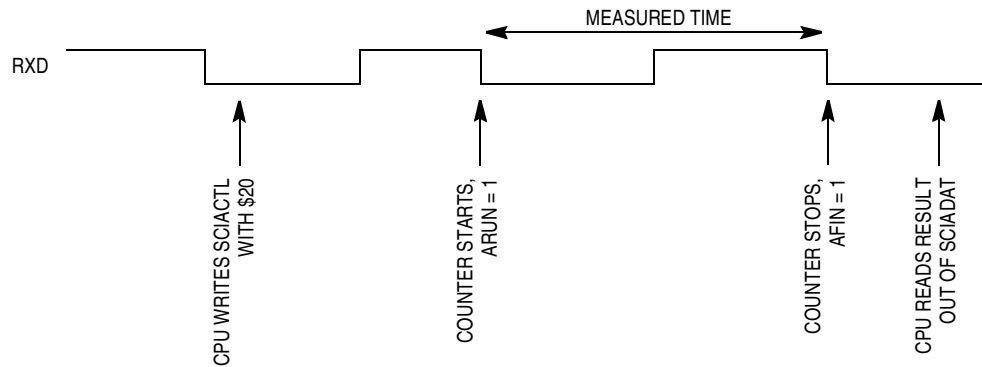 MEASURED TIME
RXD
CPU WRITES SCIACTL
WITH $20
COUNTER STARTS,
ARUN = 1
COUNTER STOPS,
AFIN = 1
CPU READS RESULT
OUT OF SCIADAT